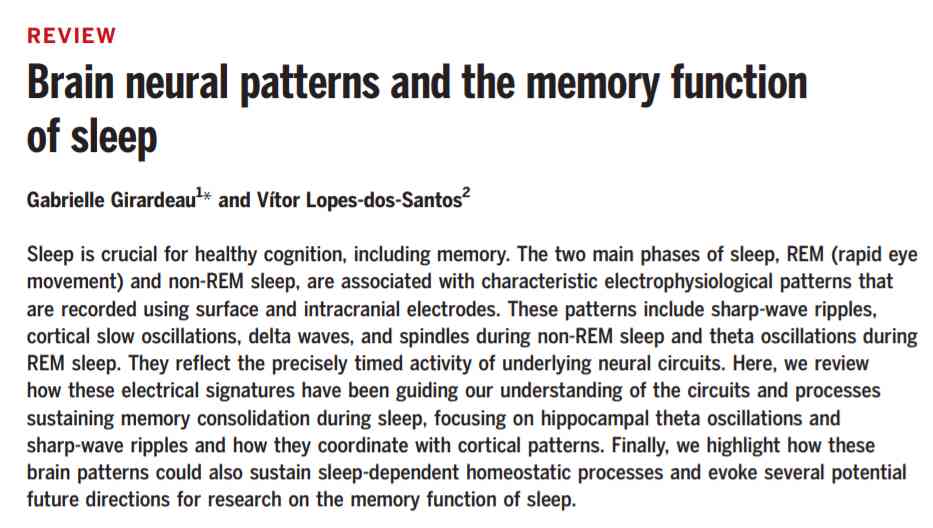 REVIEW
Brain neural patterns and the memory function
of sleep
Gabrielle Girardeau1* and Vítor Lopes-dos-Santos2
Sleep is crucial for healthy cognition, including memory. The two main phases of sleep, REM (rapid eye
movement) and non-REM sleep, are associated with characteristic electrophysiological patterns that
are recorded using surface and intracranial electrodes. These patterns include sharp-wave ripples,
cortical slow oscillations, delta waves, and spindles during non-REM sleep and theta oscillations during
REM sleep. They reflect the precisely timed activity of underlying neural circuits. Here, we review
how these electrical signatures have been guiding our understanding of the circuits and processes
sustaining memory consolidation during sleep, focusing on hippocampal theta oscillations and
sharp-wave ripples and how they coordinate with cortical patterns. Finally, we highlight how these
brain patterns could also sustain sleep-dependent homeostatic processes and evoke several potential
future directions for research on the memory function of sleep.